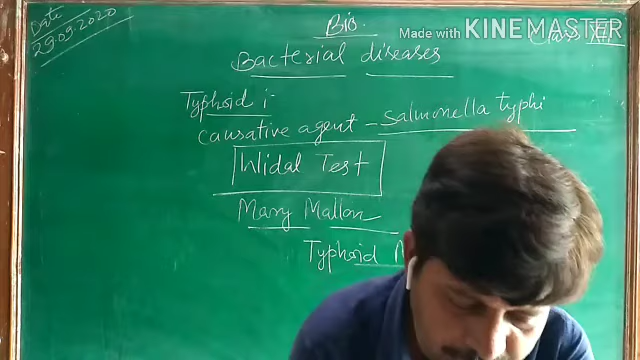 Date
29.09.2020
Bio.
Made with KINEMASTER
Class XII
Bacterial diseases
Typhoid :-
Causative agent - Salmonella typhi
Widal Test
Mary Mallon
Typhoid